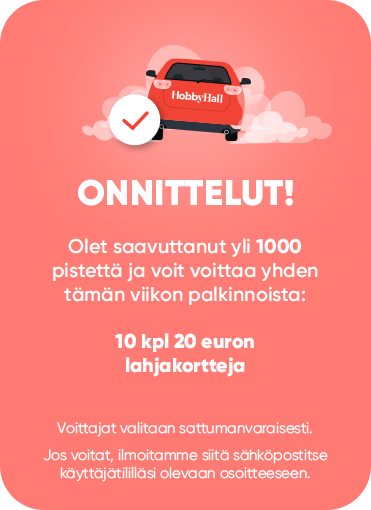 HobbyHall
ONNITTELUT!
Olet saavuttanut yli 1000
pistettä ja voit voittaa yhden
tämän viikon palkinnoista:
10 kpl 20 euron
lahjakortteja
Voittajat valitaan sattumanvaraisesti.
Jos voitat, ilmoitamme siitä sähköpostitse
käyttäjätililläsi olevaan osoitteeseen.